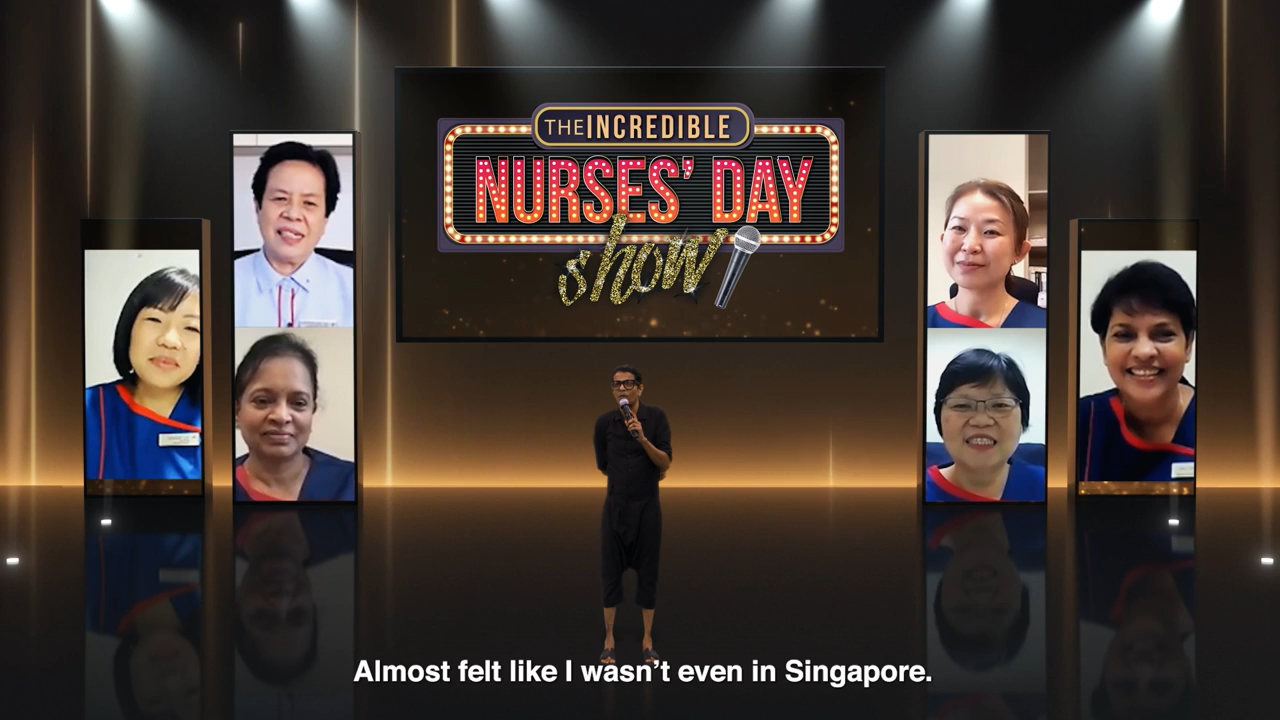 THE INCREDIBLE
NURSES' DAY
show
Almost felt like I wasn't even in Singapore.